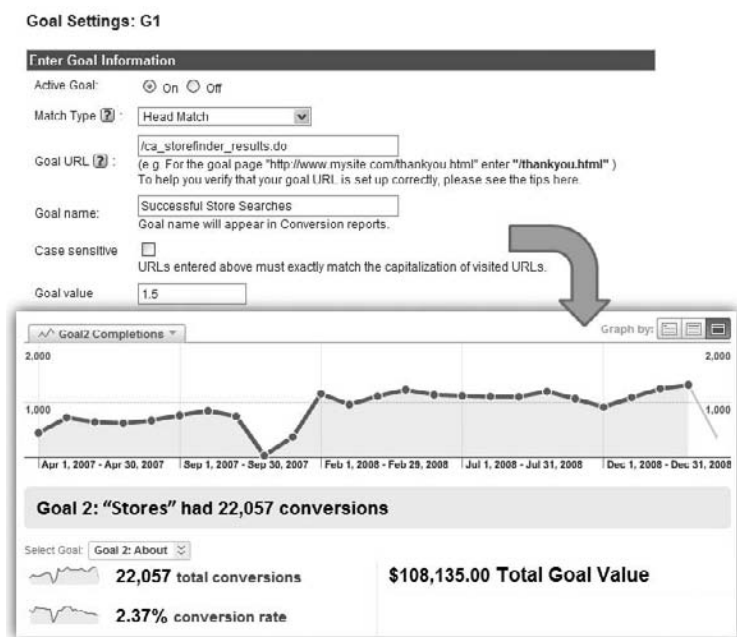 Goal Settings: G1
Enter Goal Information
Active Goal: On Off
Match Type [?] : Head Match
Goal URL [?] : /ca_storefinder_results.do
(e.g. For the goal page "http://www.mysite.com/thankyou.html" enter "/thankyou.html" )
To help you verify that your goal URL is set up correctly, please see the tips here.
Goal name: Successful Store Searches
Goal name will appear in Conversion reports.
Case sensitive
URLs entered above must exactly match the capitalization of visited URLs.
Goal value 1.5
Goal2 Completions
Graph by:
2,000 2,000
1,000 1,000
Apr 1, 2007 - Apr 30, 2007 Sep 1, 2007 - Sep 30, 2007 Feb 1, 2008 - Feb 29, 2008 Jul 1, 2008 - Jul 31, 2008 Dec 1, 2008 - Dec 31, 2008
Goal 2: “Stores” had 22,057 conversions
Select Goal: Goal 2: About
22,057 total conversions
$108,135.00 Total Goal Value
2.37% conversion rate